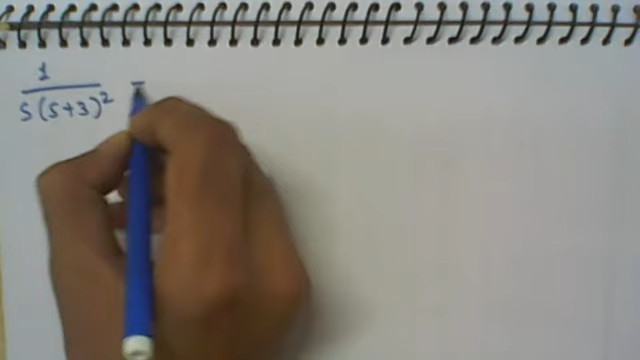 1/(s(s+3)²) =